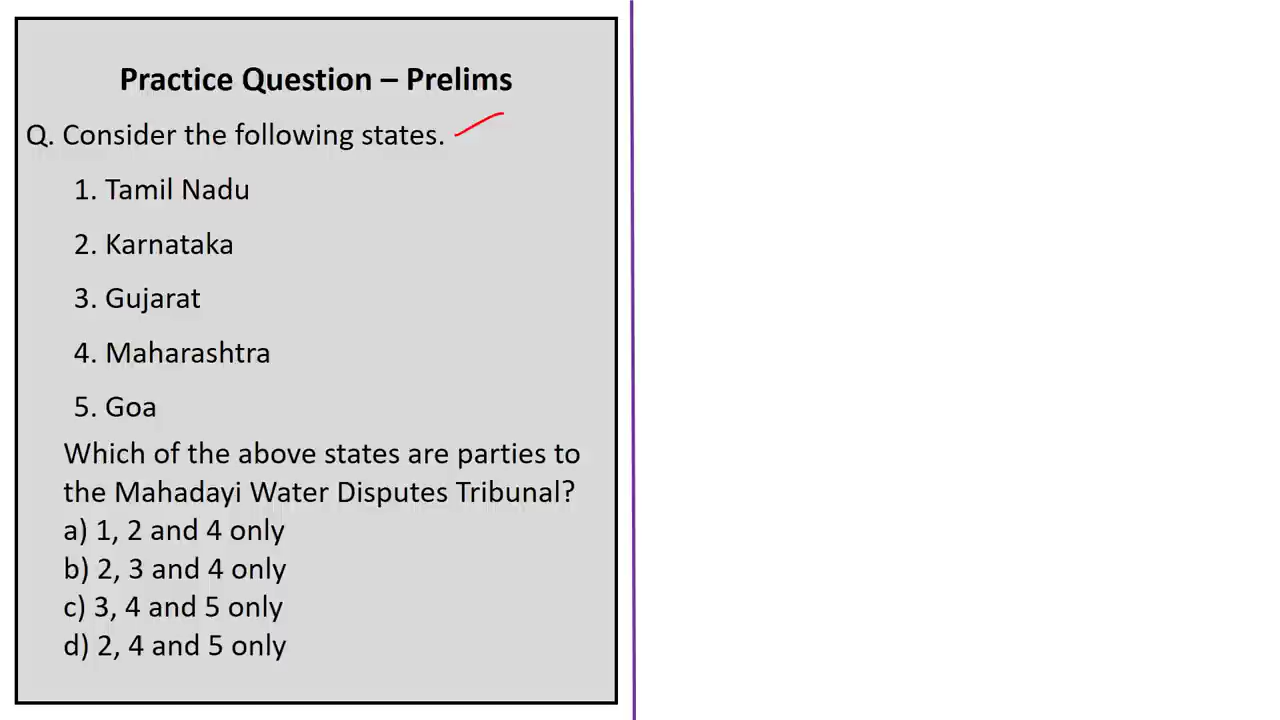 Practice Question – Prelims
Q. Consider the following states.
1. Tamil Nadu
2. Karnataka
3. Gujarat
4. Maharashtra
5. Goa
Which of the above states are parties to
the Mahadayi Water Disputes Tribunal?
a) 1, 2 and 4 only
b) 2, 3 and 4 only
c) 3, 4 and 5 only
d) 2, 4 and 5 only